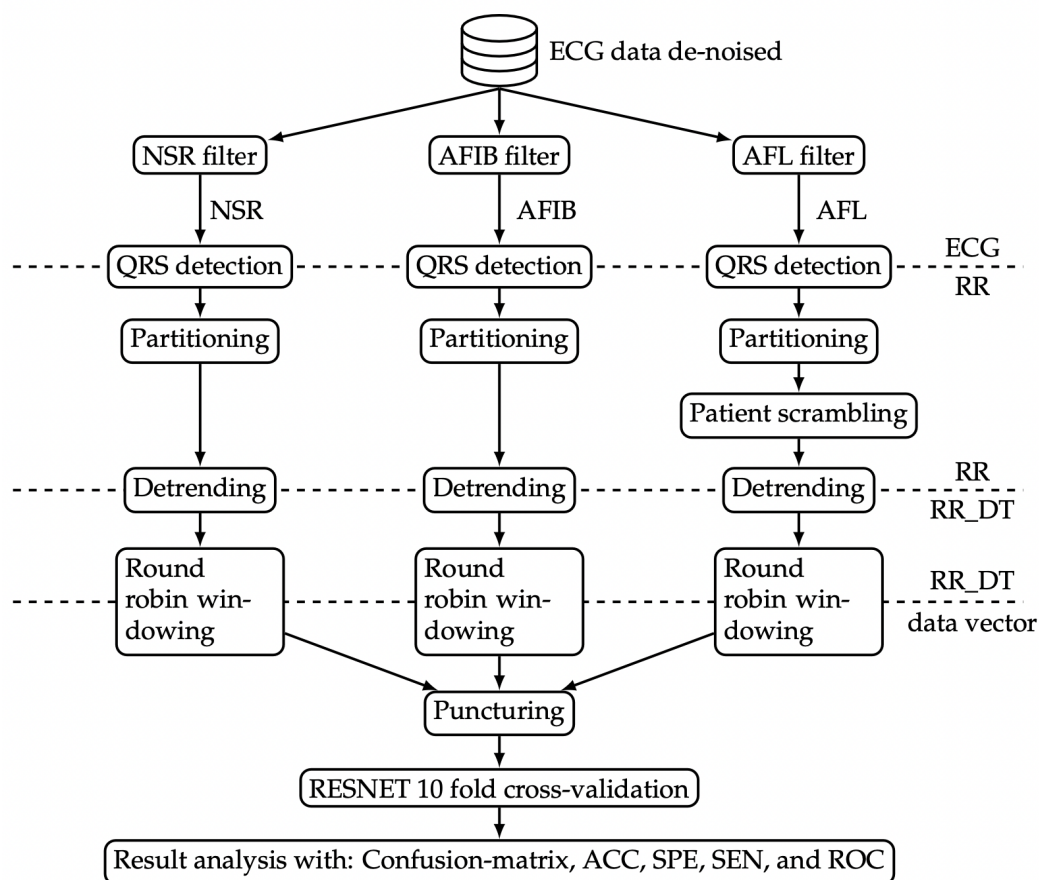 ECG data de-noised
NSR filter
AFIB filter
AFL filter
NSR
AFIB
AFL
QRS detection
QRS detection
QRS detection
ECG
RR
Partitioning
Partitioning
Partitioning
Patient scrambling
Detrending
Detrending
Detrending
RR
RR_DT
Round
robin win-
dowing
Round
robin win-
dowing
Round
robin win-
dowing
RR_DT
data vector
Puncturing
RESNET 10 fold cross-validation
Result analysis with: Confusion-matrix, ACC, SPE, SEN, and ROC